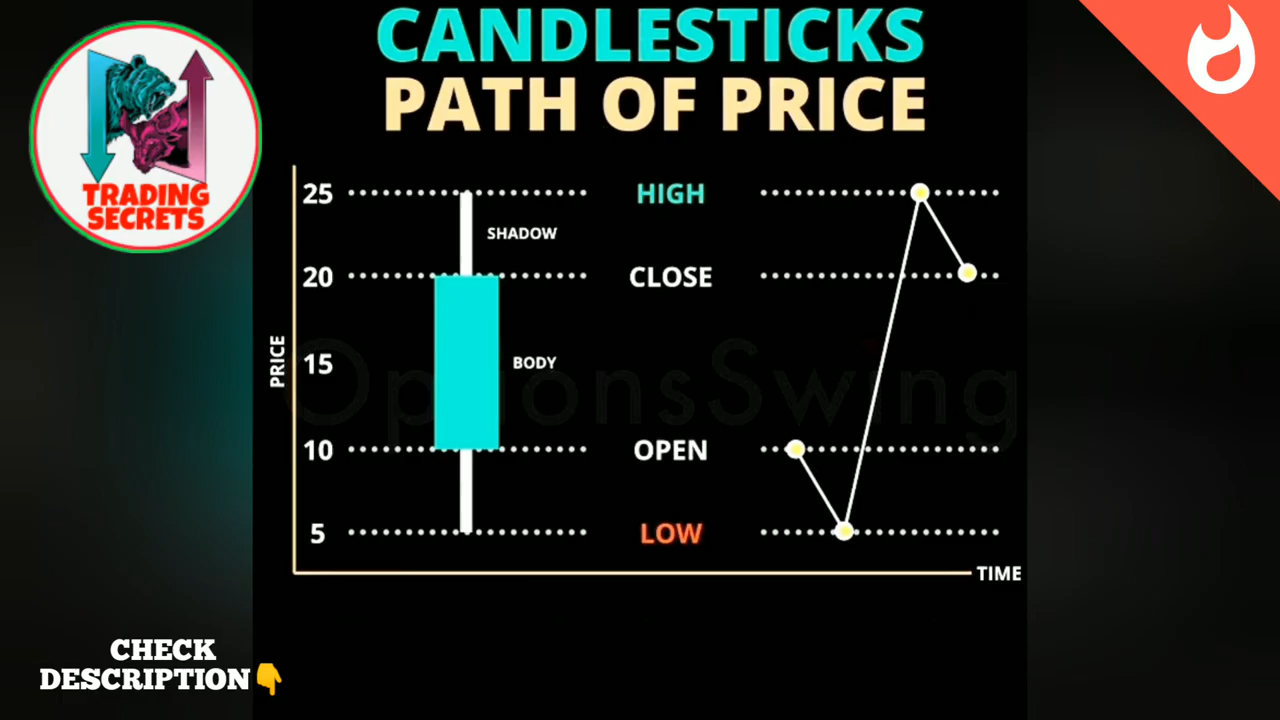 CANDLESTICKS
PATH OF PRICE
TRADING
SECRETS
25
HIGH
SHADOW
20
CLOSE
PRICE
15
BODY
OptionsSwing
10
OPEN
5
LOW
TIME
CHECK
DESCRIPTION👇